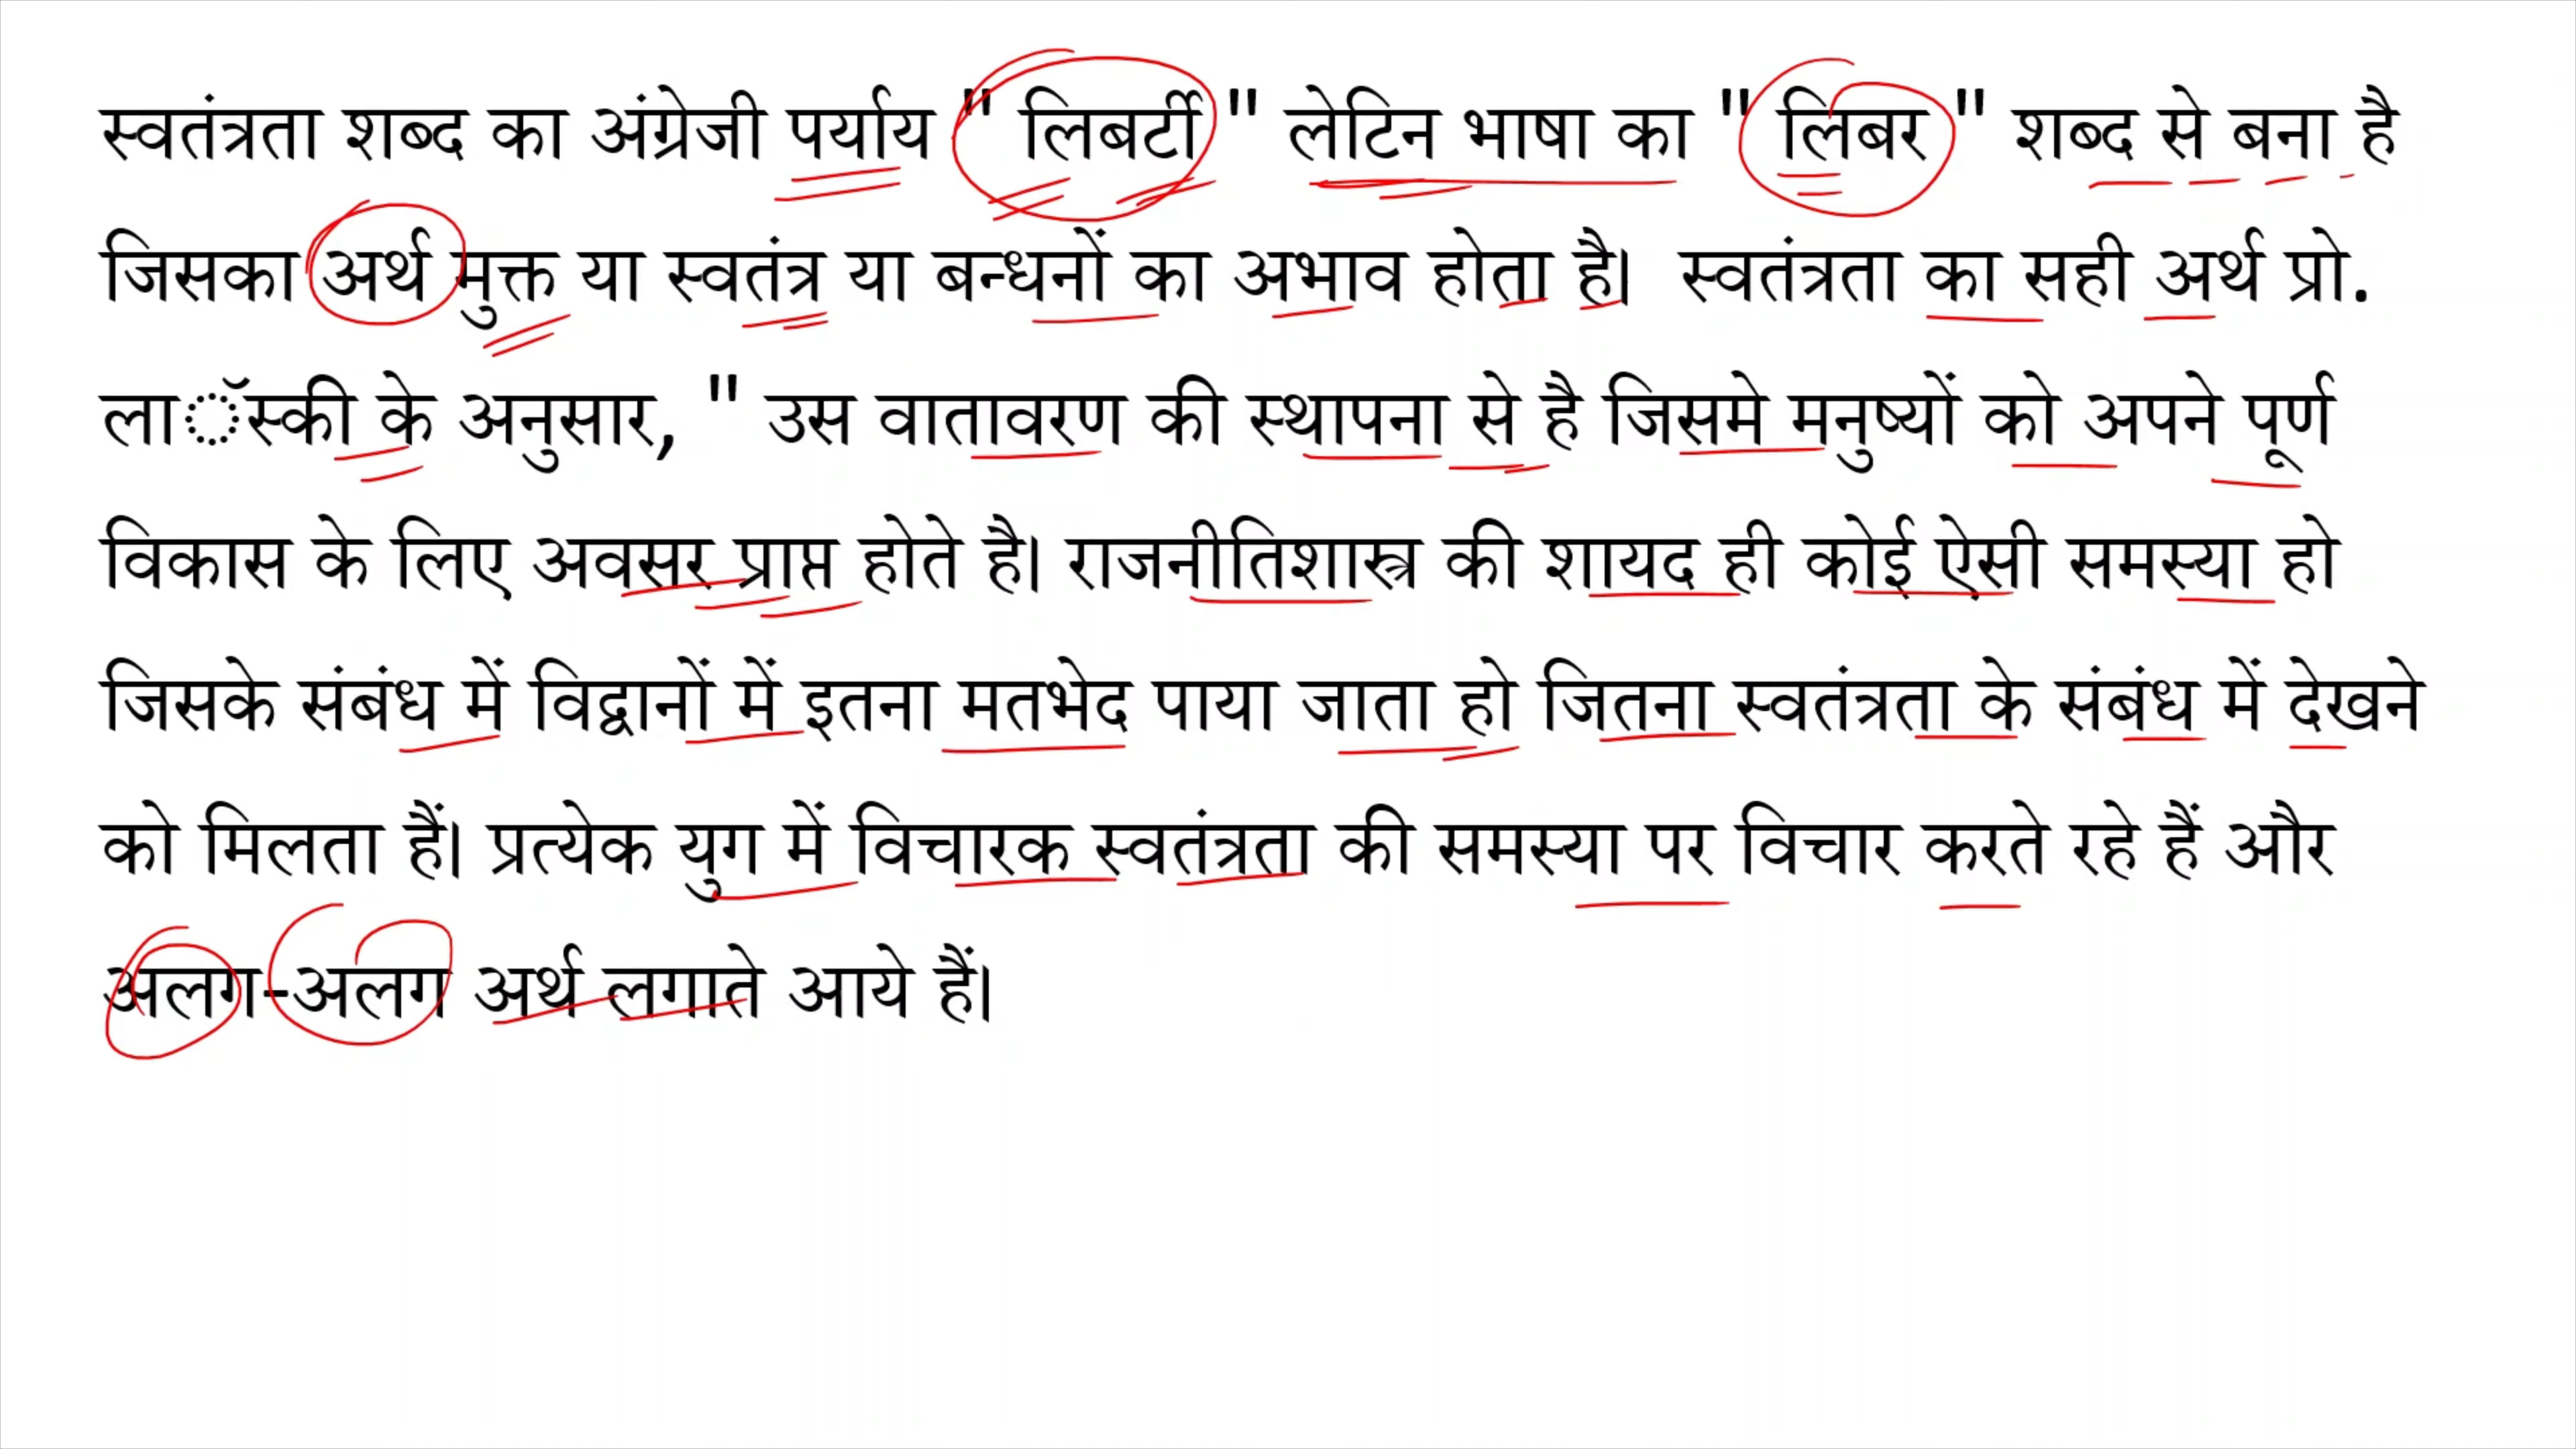 स्वतंत्रता शब्द का अंग्रेजी पर्याय " लिबर्टी " लेटिन भाषा का " लिबर " शब्द से बना है
जिसका अर्थ मुक्त या स्वतंत्र या बन्धनों का अभाव होता है। स्वतंत्रता का सही अर्थ प्रो.
लाॅस्की के अनुसार, " उस वातावरण की स्थापना से है जिसमे मनुष्यों को अपने पूर्ण
विकास के लिए अवसर प्राप्त होते है। राजनीतिशास्त्र की शायद ही कोई ऐसी समस्या हो
जिसके संबंध में विद्वानों में इतना मतभेद पाया जाता हो जितना स्वतंत्रता के संबंध में देखने
को मिलता हैं। प्रत्येक युग में विचारक स्वतंत्रता की समस्या पर विचार करते रहे हैं और
अलग-अलग अर्थ लगाते आये हैं।